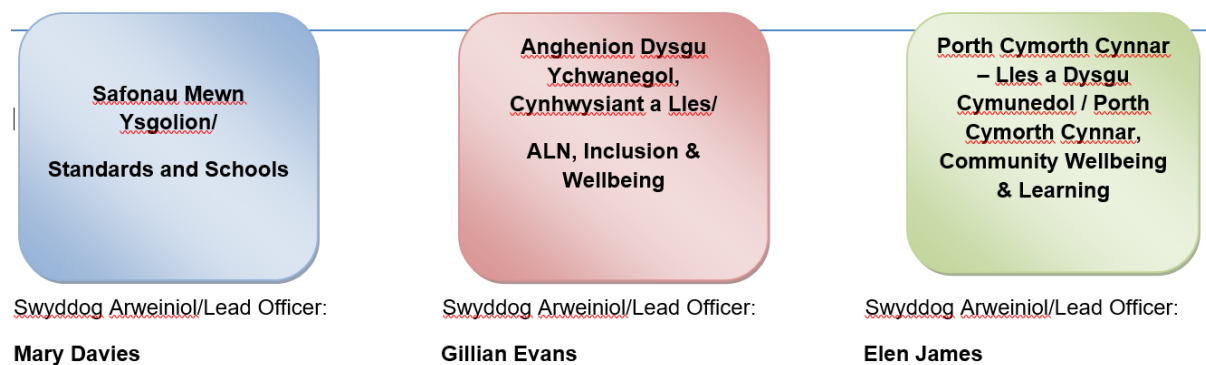 Safonau Mewn
Ysgolion/
Standards and Schools
Swyddog Arweiniol/Lead Officer:
Mary Davies
Anghenion Dysgu
Ychwanegol,
Cynhwysiant a Lles/
ALN, Inclusion &
Wellbeing
Swyddog Arweiniol/Lead Officer:
Gillian Evans
Porth Cymorth Cynnar
– Lles a Dysgu
Cymunedol / Porth
Cymorth Cynnar,
Community Wellbeing
& Learning
Swyddog Arweiniol/Lead Officer:
Elen James